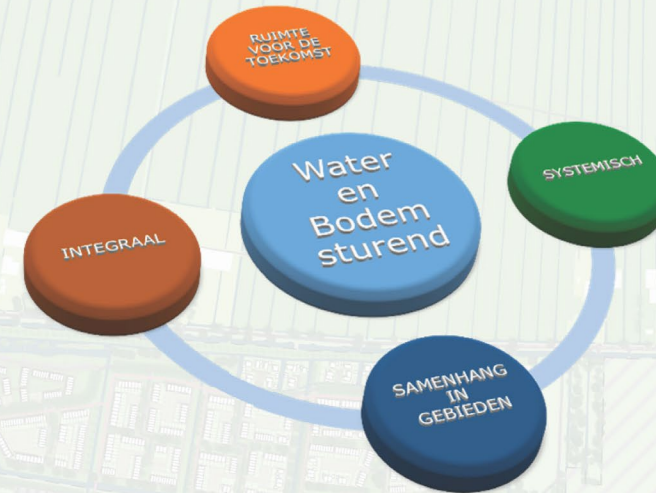 RUIMTE
VOOR DE
TOEKOMST
SYSTEMISCH
Water
en
Bodem
sturend
INTEGRAAL
SAMENHANG
IN
GEBIEDEN